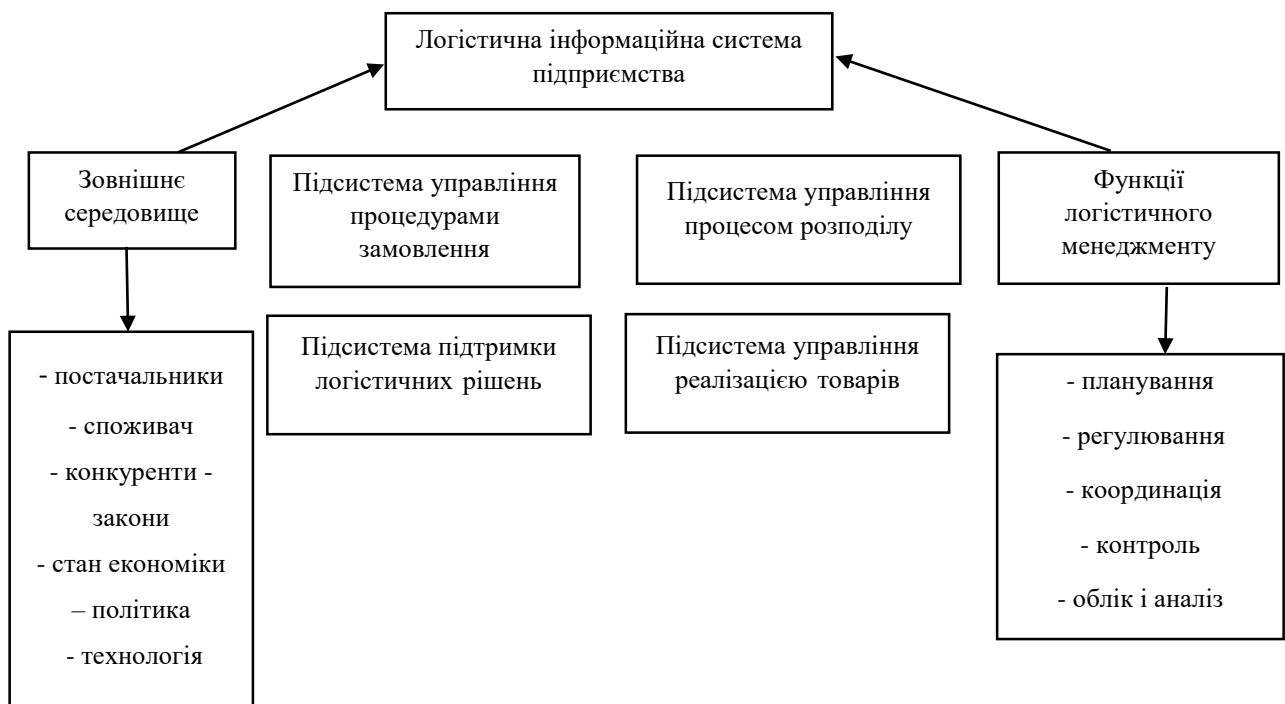 Логістична інформаційна система
підприємства
Зовнішнє
середовище
Підсистема управління
процедурами
замовлення
Підсистема управління
процесом розподілу
Функції
логістичного
менеджменту
Підсистема підтримки
логістичних рішень
Підсистема управління
реалізацією товарів
- постачальники
- споживач
- конкуренти -
закони
- стан економіки
– політика
- технологія
- планування
- регулювання
- координація
- контроль
- облік і аналіз